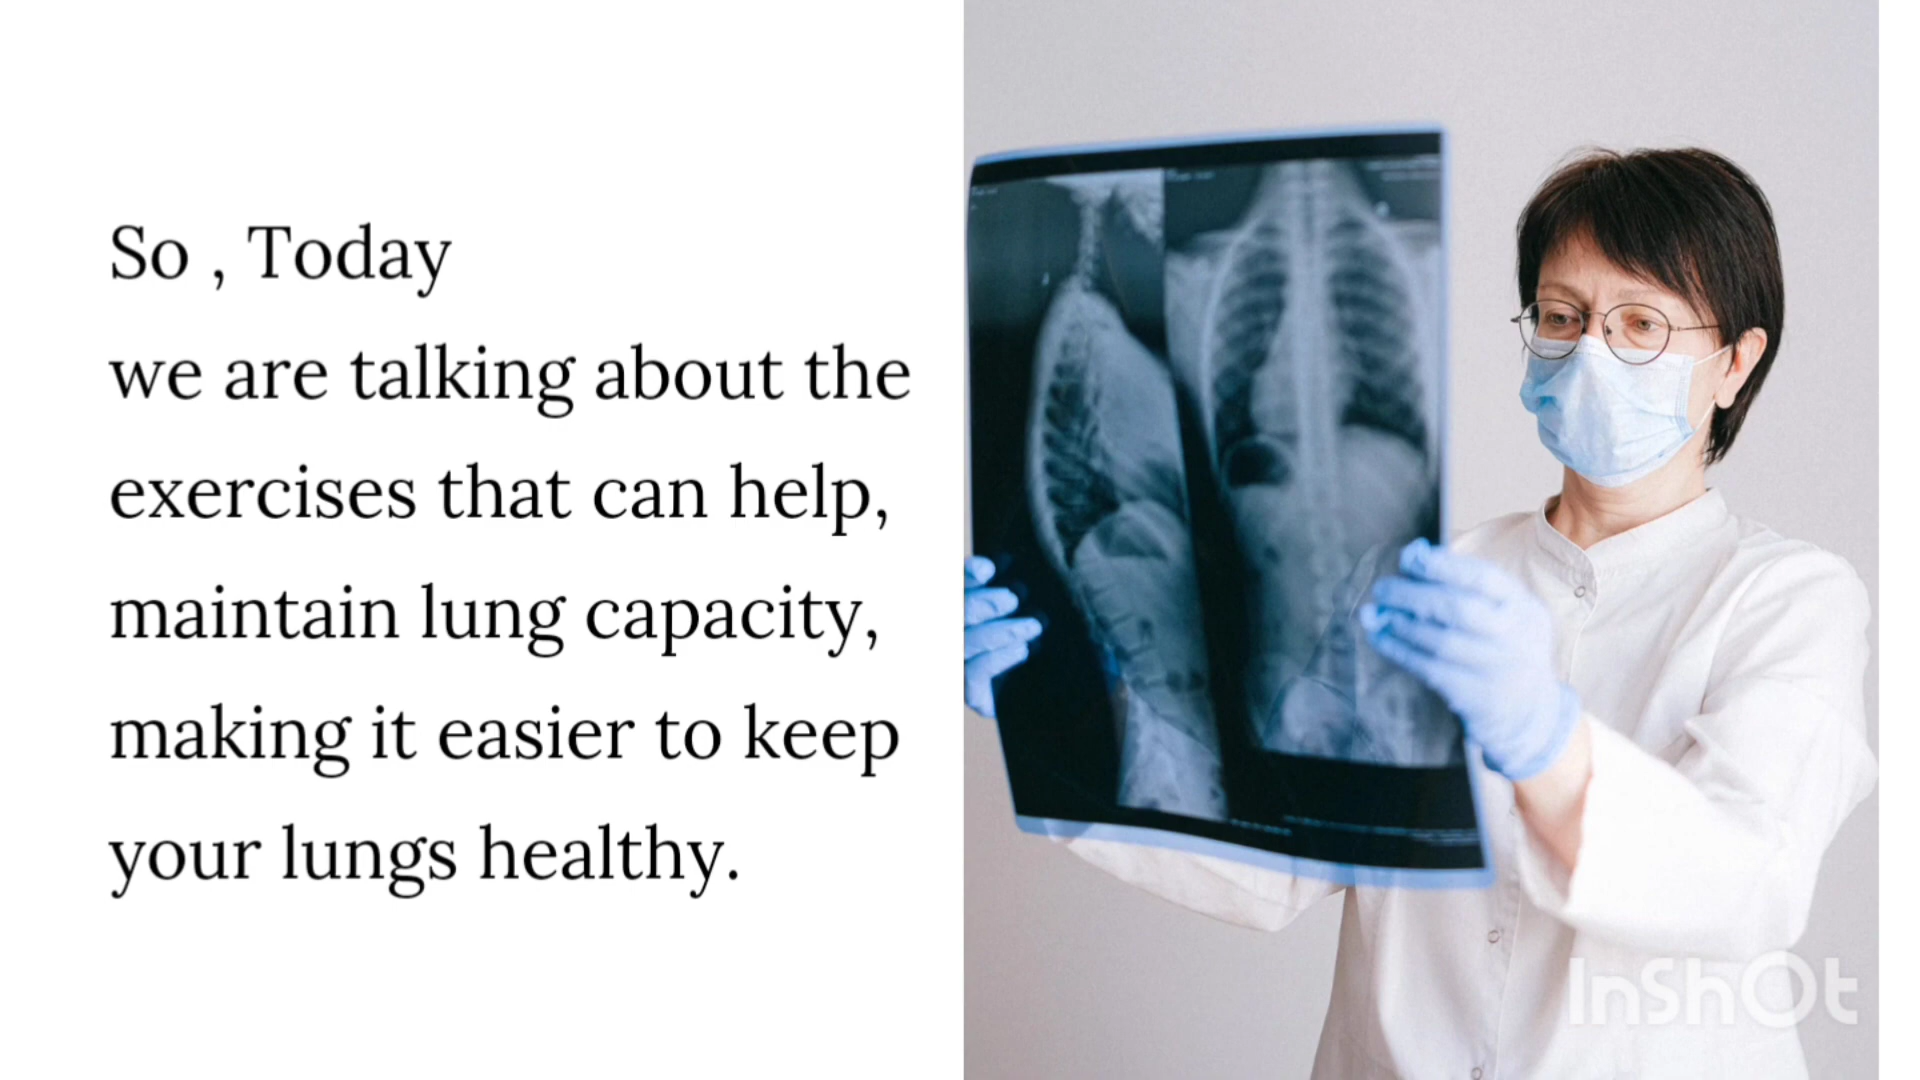 So , Today
we are talking about the
exercises that can help,
maintain lung capacity,
making it easier to keep
your lungs healthy.
InShOt